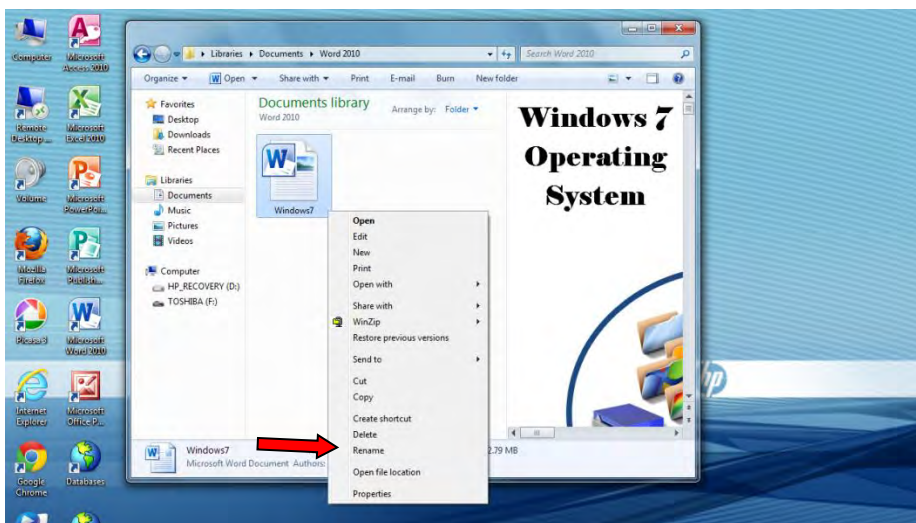 Computer
Microsoft
Access 2010
Remote
Desktop ...
Microsoft
Excel 2010
Volume
Microsoft
PowerPoi...
Mozilla
Firefox
Microsoft
Publish...
Picasa 3
Microsoft
Word 2010
Internet
Explorer
Microsoft
Office P...
Google
Chrome
Databases
Libraries Documents Word 2010
Search Word 2010
Organize Open Share with Print E-mail Burn New folder
Favorites
Desktop
Downloads
Recent Places
Libraries
Documents
Music
Pictures
Videos
Computer
HP_RECOVERY (D:)
TOSHIBA (F:)
Documents library
Word 2010
Arrange by: Folder
Windows7
Open
Edit
New
Print
Open with
Share with
WinZip
Restore previous versions
Send to
Cut
Copy
Create shortcut
Delete
Rename
Open file location
Properties
Windows 7
Operating
System
hp
Windows7
Microsoft Word Document Authors:
2.79 MB